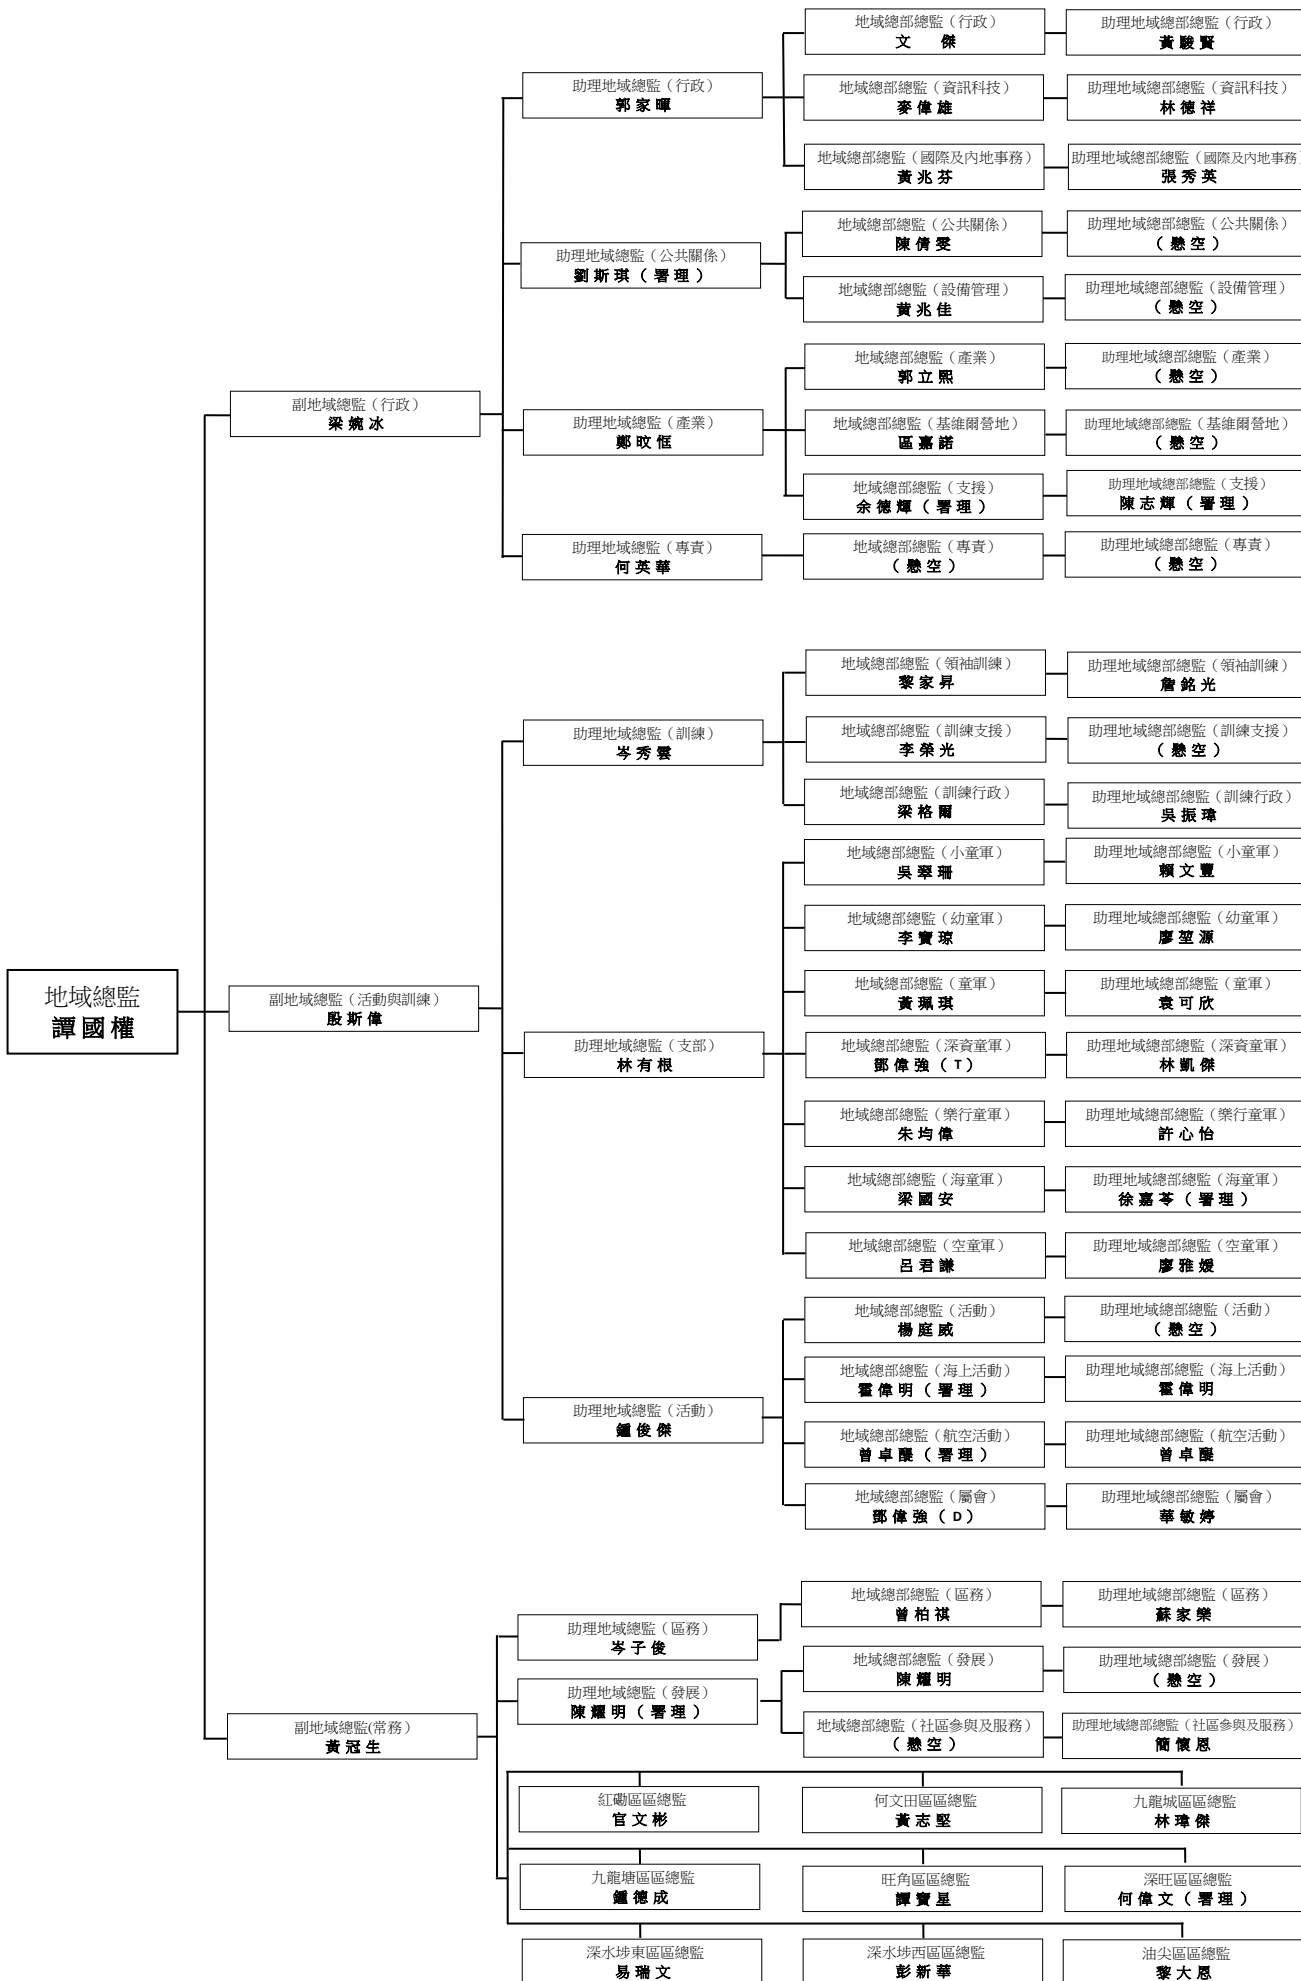 地域總部總監（行政）
文　傑
助理地域總部總監（行政）
黃駿賢
助理地域總監（行政）
郭家暉
地域總部總監（資訊科技）
麥偉雄
助理地域總部總監（資訊科技）
林德祥
地域總部總監（國際及內地事務）
黃兆芬
助理地域總部總監（國際及內地事務）
張秀英
地域總部總監（公共關係）
陳倩雯
助理地域總部總監（公共關係）
（懸空）
助理地域總監（公共關係）
劉斯琪（署理）
地域總部總監（設備管理）
黃兆佳
助理地域總部總監（設備管理）
（懸空）
地域總部總監（產業）
郭立熙
助理地域總部總監（產業）
（懸空）
副地域總監（行政）
梁婉冰
助理地域總監（產業）
鄭旼恆
地域總部總監（基維爾營地）
區嘉諾
助理地域總部總監（基維爾營地）
（懸空）
地域總部總監（支援）
余德輝（署理）
助理地域總部總監（支援）
陳志輝（署理）
助理地域總監（專責）
何英華
地域總部總監（專責）
（懸空）
助理地域總部總監（專責）
（懸空）
地域總部總監（領袖訓練）
黎家昇
助理地域總部總監（領袖訓練）
詹銘光
助理地域總監（訓練）
岑秀雲
地域總部總監（訓練支援）
李榮光
助理地域總部總監（訓練支援）
（懸空）
地域總部總監（訓練行政）
梁格爾
助理地域總部總監（訓練行政）
吳振瑋
地域總部總監（小童軍）
吳翠珊
助理地域總部總監（小童軍）
賴文豐
地域總部總監（幼童軍）
李寶琼
助理地域總部總監（幼童軍）
廖堃源
地域總監
譚國權
副地域總監（活動與訓練）
殷斯偉
地域總部總監（童軍）
黃珮琪
助理地域總部總監（童軍）
袁可欣
助理地域總監（支部）
林有根
地域總部總監（深資童軍）
鄧偉強（T）
助理地域總部總監（深資童軍）
林凱傑
地域總部總監（樂行童軍）
朱均偉
助理地域總部總監（樂行童軍）
許心怡
地域總部總監（海童軍）
梁國安
助理地域總部總監（海童軍）
徐嘉苓（署理）
地域總部總監（空童軍）
呂君謙
助理地域總部總監（空童軍）
廖雅媛
地域總部總監（活動）
楊庭威
助理地域總部總監（活動）
（懸空）
地域總部總監（海上活動）
霍偉明（署理）
助理地域總部總監（海上活動）
霍偉明
助理地域總監（活動）
鍾俊傑
地域總部總監（航空活動）
曾卓醍（署理）
助理地域總部總監（航空活動）
曾卓醍
地域總部總監（屬會）
鄧偉強（D）
助理地域總部總監（屬會）
華敏婷
地域總部總監（區務）
曾柏祺
助理地域總部總監（區務）
蘇家樂
助理地域總監（區務）
岑子俊
地域總部總監（發展）
陳耀明
助理地域總部總監（發展）
（懸空）
助理地域總監（發展）
陳耀明（署理）
副地域總監(常務）
黃冠生
地域總部總監（社區參與及服務）
（懸空）
助理地域總部總監（社區參與及服務）
簡懷恩
紅磡區區總監
官文彬
何文田區區總監
黃志堅
九龍城區區總監
林瑋傑
九龍塘區區總監
鍾德成
旺角區區總監
譚寶星
深旺區區總監
何偉文（署理）
深水埗東區區總監
易瑞文
深水埗西區區總監
彭新華
油尖區區總監
黎大恩